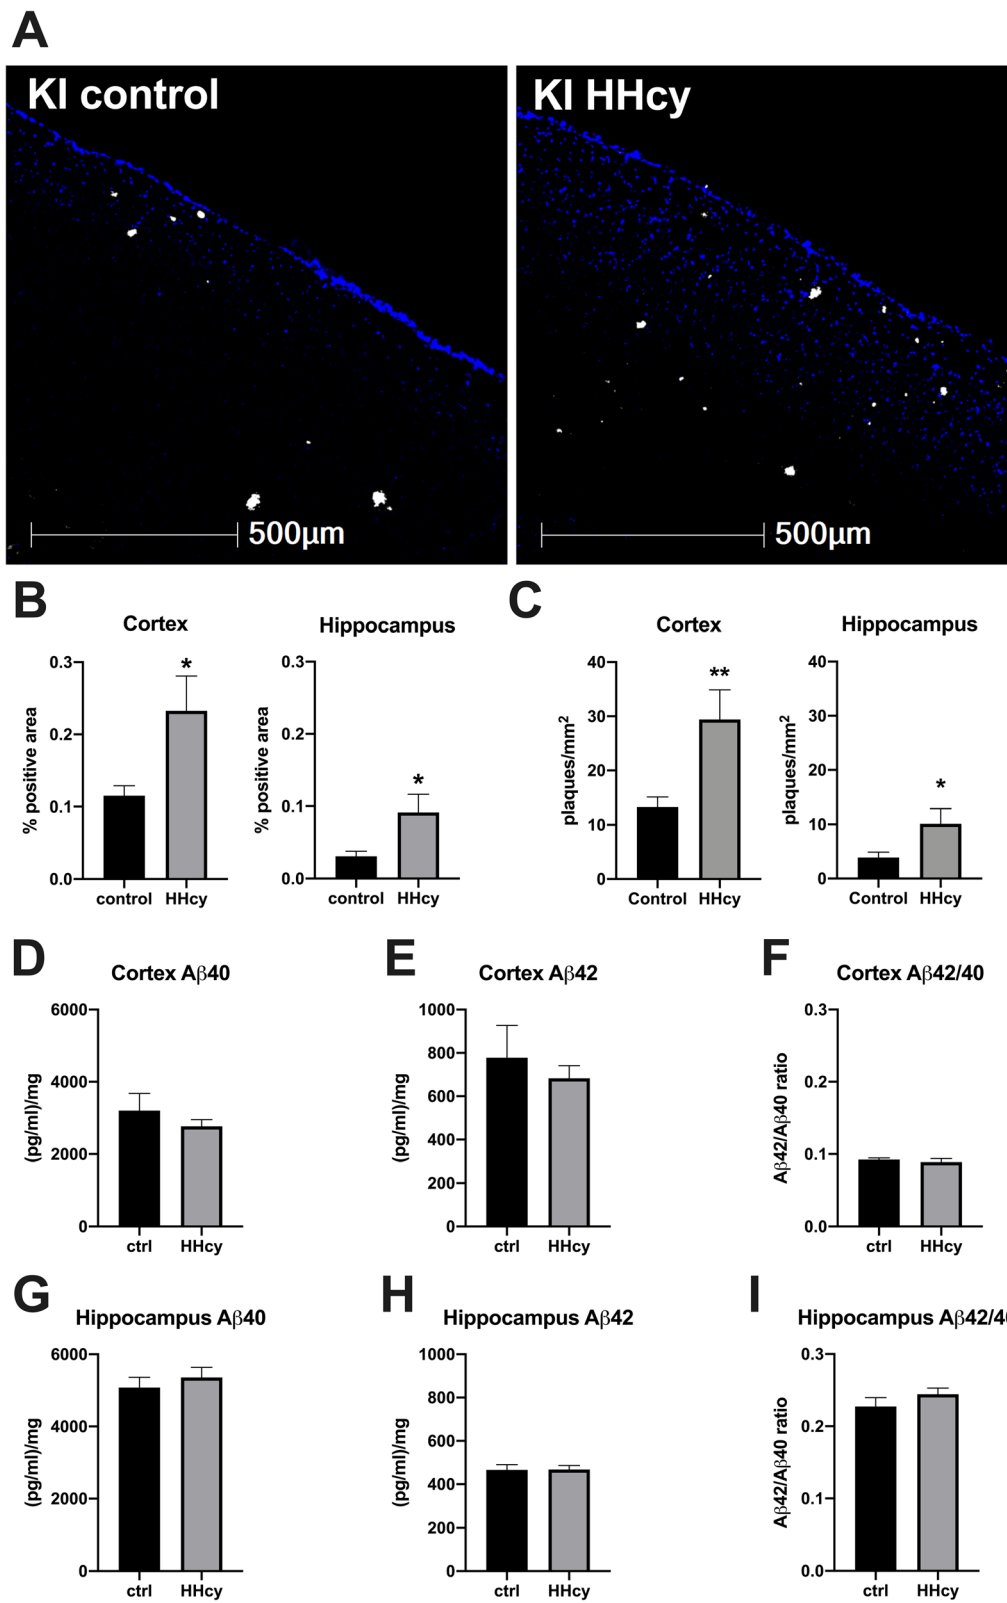 A
KI control
KI HHcy
500µm
500µm
B
Cortex
% positive area
0.3
0.2
0.1
0.0
*
control
HHcy
Hippocampus
% positive area
0.3
0.2
0.1
0.0
*
control
HHcy
C
Cortex
plaques/mm²
40
30
20
10
0
**
Control
HHcy
Hippocampus
plaques/mm²
40
30
20
10
0
*
Control
HHcy
D
Cortex Aβ40
(pg/ml)/mg
6000
4000
2000
0
ctrl
HHcy
E
Cortex Aβ42
(pg/ml)/mg
1000
800
600
400
200
0
ctrl
HHcy
F
Cortex Aβ42/40
Aβ42/Aβ40 ratio
0.3
0.2
0.1
0.0
ctrl
HHcy
G
Hippocampus Aβ40
(pg/ml)/mg
6000
4000
2000
0
ctrl
HHcy
H
Hippocampus Aβ42
(pg/ml)/mg
1000
800
600
400
200
0
ctrl
HHcy
I
Hippocampus Aβ42/40
Aβ42/Aβ40 ratio
0.3
0.2
0.1
0.0
ctrl
HHcy